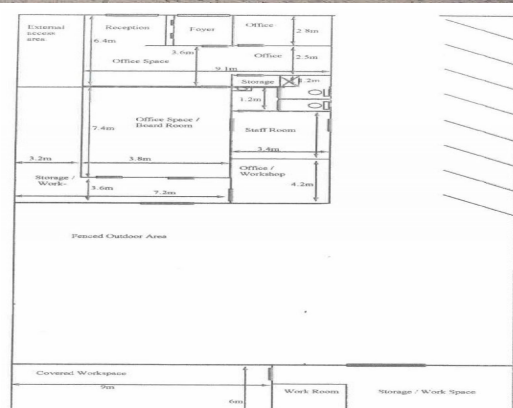 External
access
area
Reception
6.4m
Foyer
Office
2.8m
3.6m
Office Space
Office
2.5m
9.1m
Storage
1.2m
1.2m
Office Space /
Board Room
7.4m
Staff Room
3.4m
3.2m
3.8m
Office /
Workshop
Storage /
Work-
3.6m
7.2m
4.2m
Fenced Outdoor Area
Covered Workspace
9m
6m
Work Room
Storage / Work Space